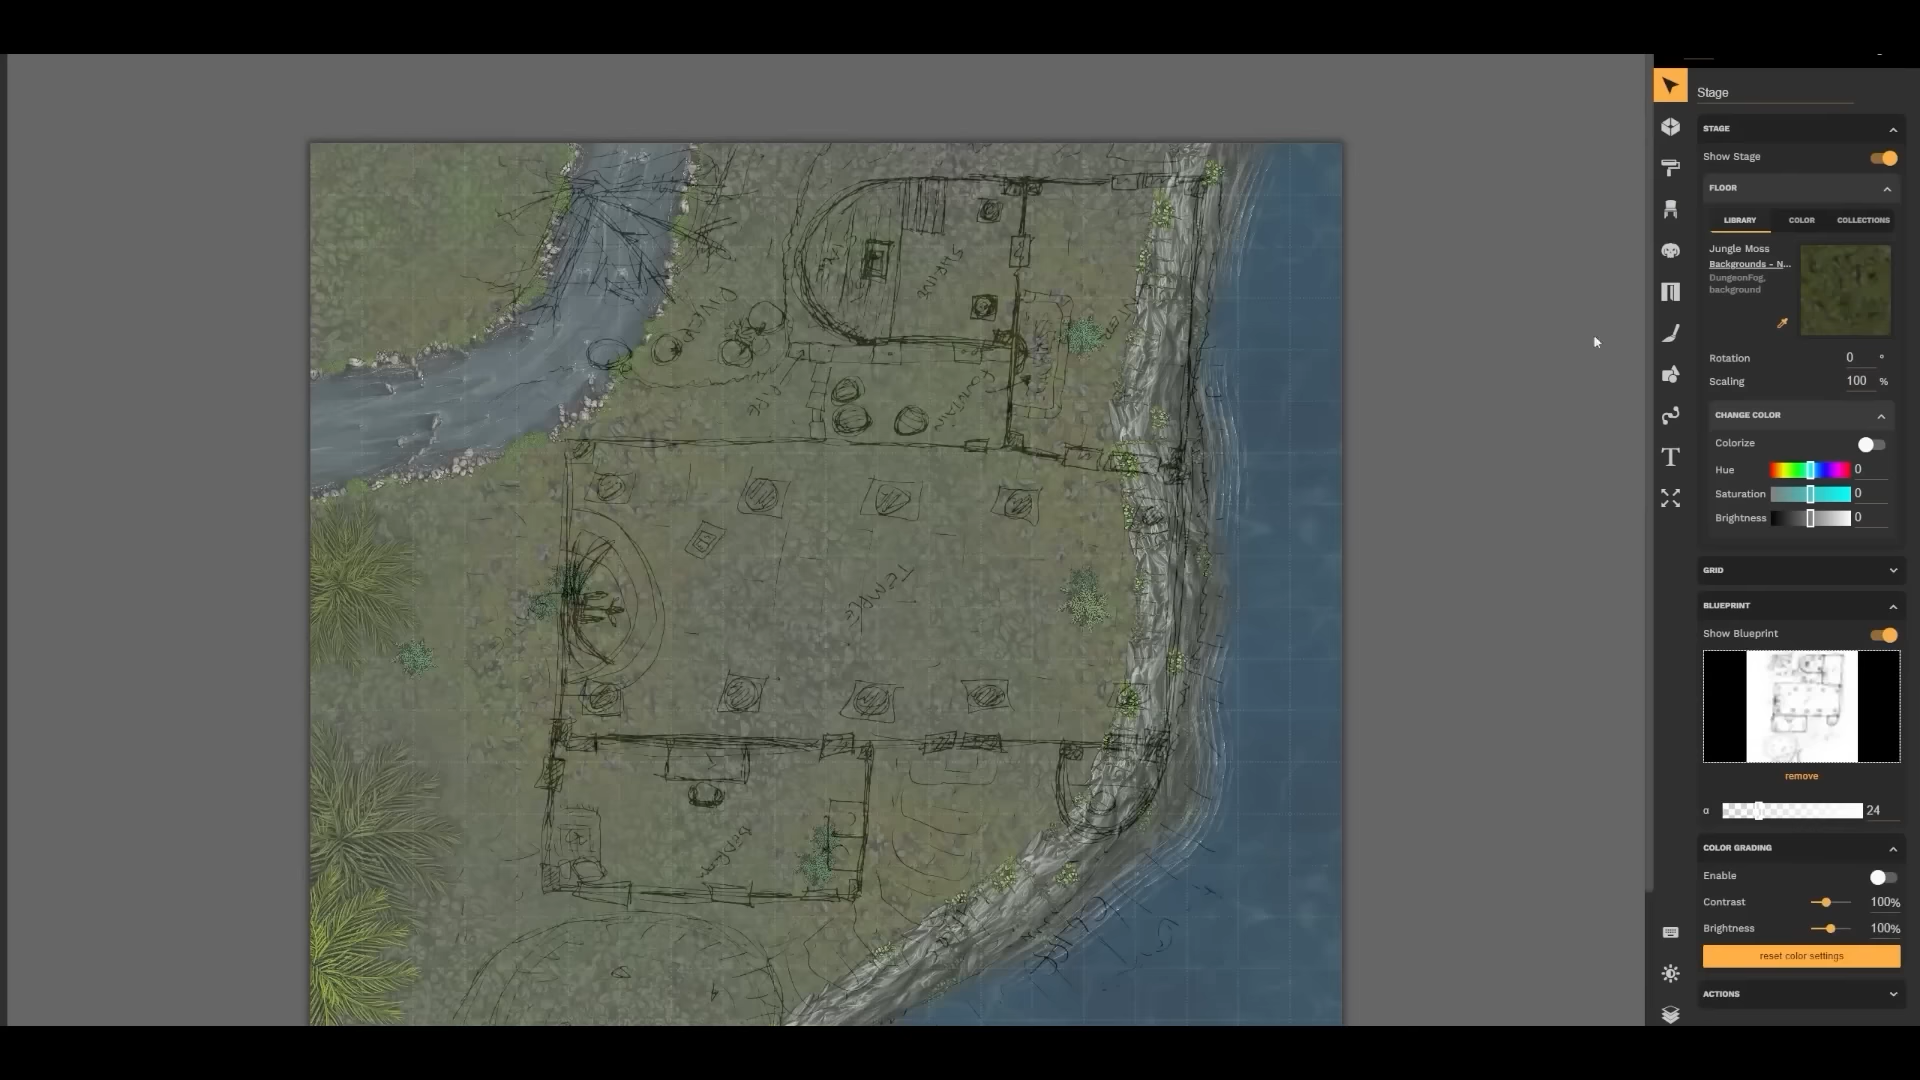 Stage
STAGE
Show Stage
FLOOR
LIBRARY COLOR COLLECTIONS
Jungle Moss
Backgrounds - N...
DungeonFog,
background
Rotation 0 °
Scaling 100 %
CHANGE COLOR
Colorize
Hue 0
Saturation 0
Brightness 0
GRID
BLUEPRINT
Show Blueprint
remove
α 24
COLOR GRADING
Enable
Contrast 100%
Brightness 100%
reset color settings
ACTIONS
T
SHRINE
TEMPLE